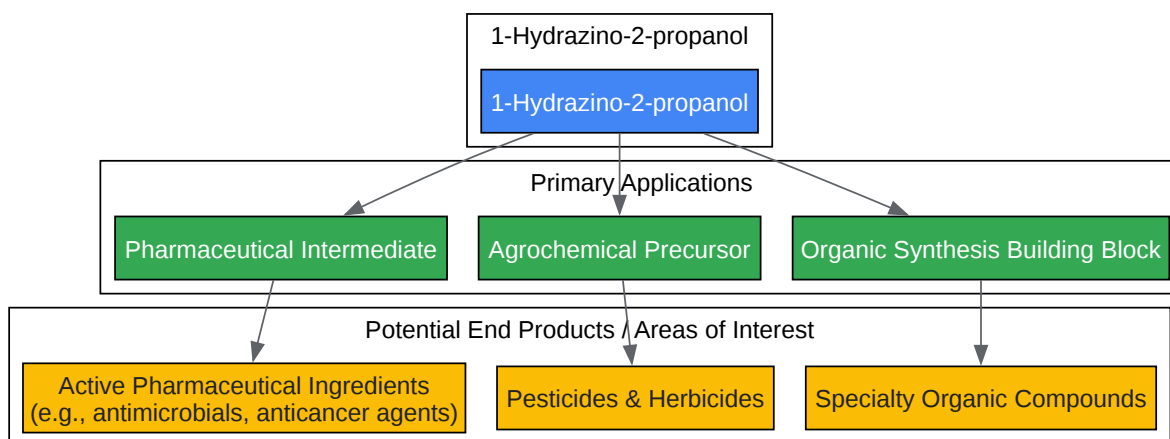 1-Hydrazino-2-propanol
1-Hydrazino-2-propanol
Primary Applications
Pharmaceutical Intermediate
Agrochemical Precursor
Organic Synthesis Building Block
Potential End Products / Areas of Interest
Active Pharmaceutical Ingredients
(e.g., antimicrobials, anticancer agents)
Pesticides & Herbicides
Specialty Organic Compounds